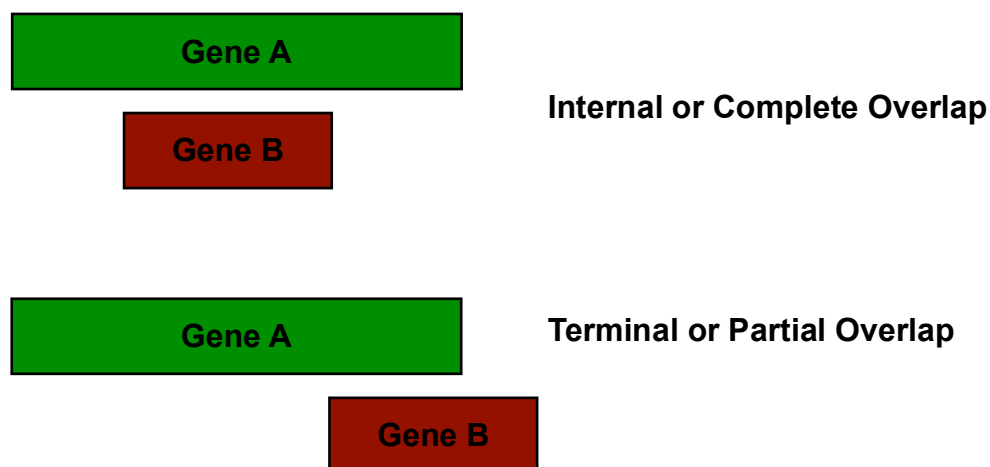 Gene A
Internal or Complete Overlap
Gene B
Gene A
Terminal or Partial Overlap
Gene B